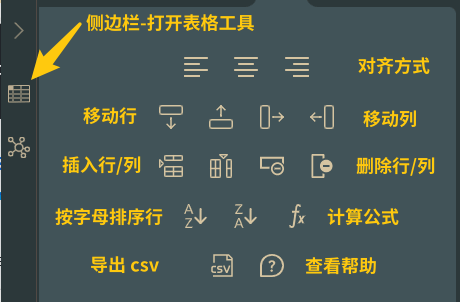 侧边栏-打开表格工具
对齐方式
移动行 移动列
插入行/列 删除行/列
按字母排序行 A Z Z A fx 计算公式
导出 csv CSV ? 查看帮助